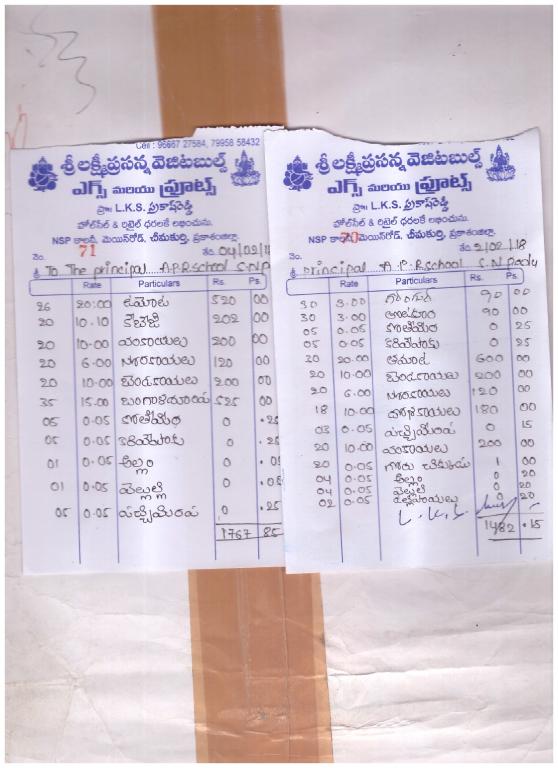 Cell : 96667 27584, 79958 58432
శ్రీ లక్ష్మీప్రసన్న వెజిటబుల్స్
ఎగ్స్ మరియు ఫ్రూట్స్
ప్రొ: L.K.S. ప్రకాష్‌రెడ్డి
హోల్‌సేల్ & రిటైల్ ధరలకే లభించును.
NSP కాలనీ, మెయిన్‌రోడ్, చీమకుర్తి, ప్రకాశంజిల్లా.
నెం. 71 తేది. 04/02/18
శ్రీ To The principal A.P.R school S.N.P
Rate Particulars Rs. Ps.
26 20:00 టమోట 520 00
20 10.10 కేబేజి 202 00
20 10.00 వంకాయలు 200 00
20 6.00 సొరకాయలు 120 00
20 10.00 బెండకాయలు 200 00
35 15.00 బంగాళదుంప 525 00
05 0.05 కొతిమీర 0 .25
05 0.05 కరివేపాకు 0 .25
01 0.05 అల్లం 0 .05
01 0.05 వెల్లుల్లి 0 .05
05 0.05 పచ్చిమిరప 0 .25
1767 85
శ్రీ లక్ష్మీప్రసన్న వెజిటబుల్స్
ఎగ్స్ మరియు ఫ్రూట్స్
ప్రొ: L.K.S. ప్రకాష్‌రెడ్డి
హోల్‌సేల్ & రిటైల్ ధరలకే లభించును.
NSP కాలనీ, మెయిన్‌రోడ్, చీమకుర్తి, ప్రకాశంజిల్లా.
నెం. 70 తేది. 2/02/18
శ్రీ principal A.P.R school S.N Padu
Rate Particulars Rs. Ps.
30 3.00 గోంగూర 90 00
30 3.00 90 00
05 0.05 కొతిమీర 0 25
05 0.05 కరివేపాకు 0 25
30 20.00 టమాట 600 00
20 10.00 బెండకాయలు 200 00
20 6.00 సొరకాయలు 120 00
18 10.00 దోసకాయలు 180 00
03 0.05 పచ్చిమిరప 0 15
20 10.00 వంకాయలు 200 00
20 0.05 గోరు చిక్కుడు 1 00
04 0.05 అల్లం 0 20
04 0.05 వెల్లుల్లి 0 20
02 0.05 0 20
L.K.S
1482 .15